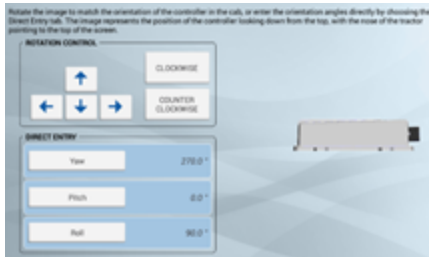 Rotate the image to match the orientation of the controller in the cab, or enter the orientation angles directly by choosing the
Direct Entry tab. The image represents the position of the controller looking down from the top, with the nose of the tractor
pointing to the top of the screen.
ROTATION CONTROL
CLOCKWISE
COUNTER
CLOCKWISE
DIRECT ENTRY
Yaw 270.0 °
Pitch 0.0 °
Roll 90.0 °